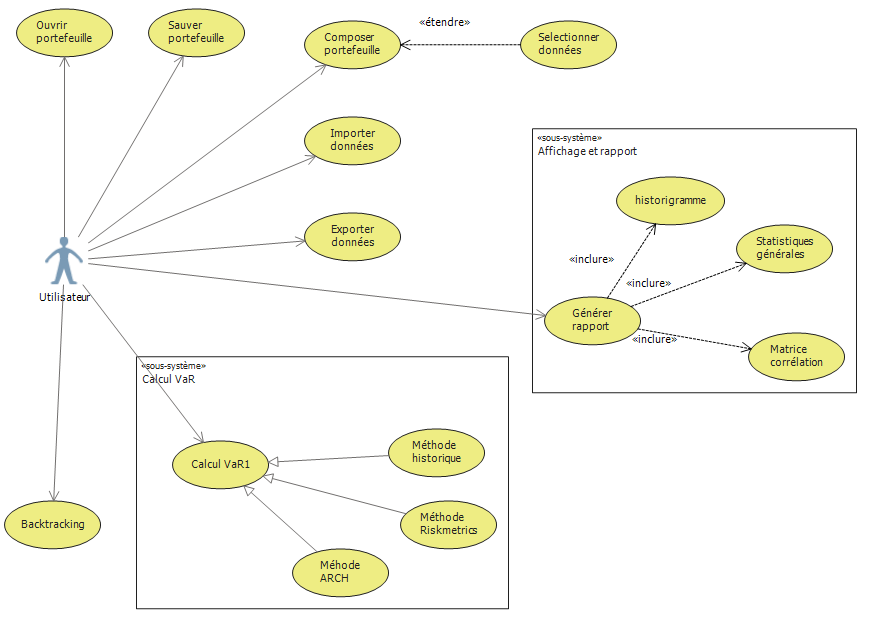 Ouvrir
portefeuille
Sauver
portefeuille
Composer
portefeuille
«étendre»
Selectionner
données
Importer
données
Exporter
données
Utilisateur
«sous-système»
Affichage et rapport
historigramme
Statistiques
générales
«inclure»
«inclure»
«inclure»
Générer
rapport
Matrice
corrélation
«sous-système»
Calcul VaR
Calcul VaR1
Méthode
historique
Méthode
Riskmetrics
Méhode
ARCH
Backtracking